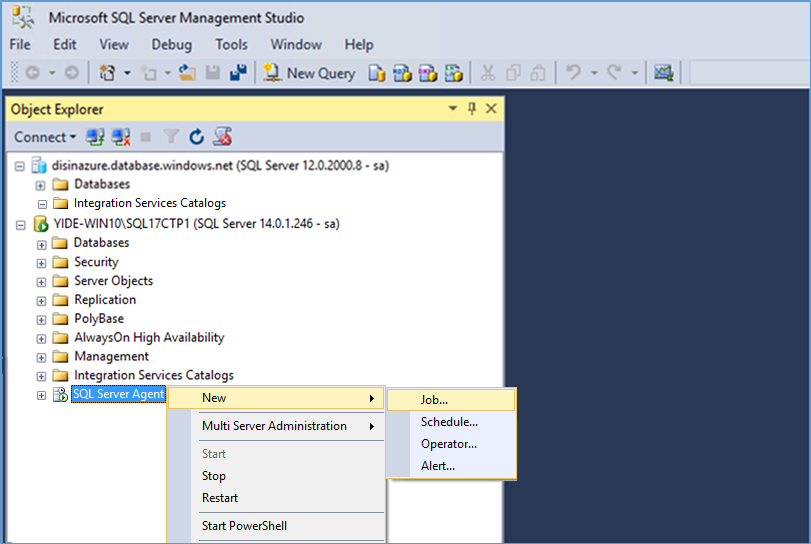 Microsoft SQL Server Management Studio
File Edit View Debug Tools Window Help
New Query
Object Explorer
Connect
disinazure.database.windows.net (SQL Server 12.0.2000.8 - sa)
Databases
Integration Services Catalogs
YIDE-WIN10\SQL17CTP1 (SQL Server 14.0.1.246 - sa)
Databases
Security
Server Objects
Replication
PolyBase
AlwaysOn High Availability
Management
Integration Services Catalogs
SQL Server Agent
New
Multi Server Administration
Start
Stop
Restart
Start PowerShell
Job...
Schedule...
Operator...
Alert...